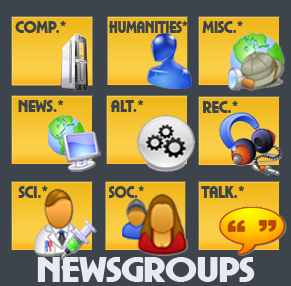 COMP.* HUMANITIES* MISC.*
NEWS.* ALT.* REC.*
SCI.* SOC.* TALK.*
NEWSGROUPS